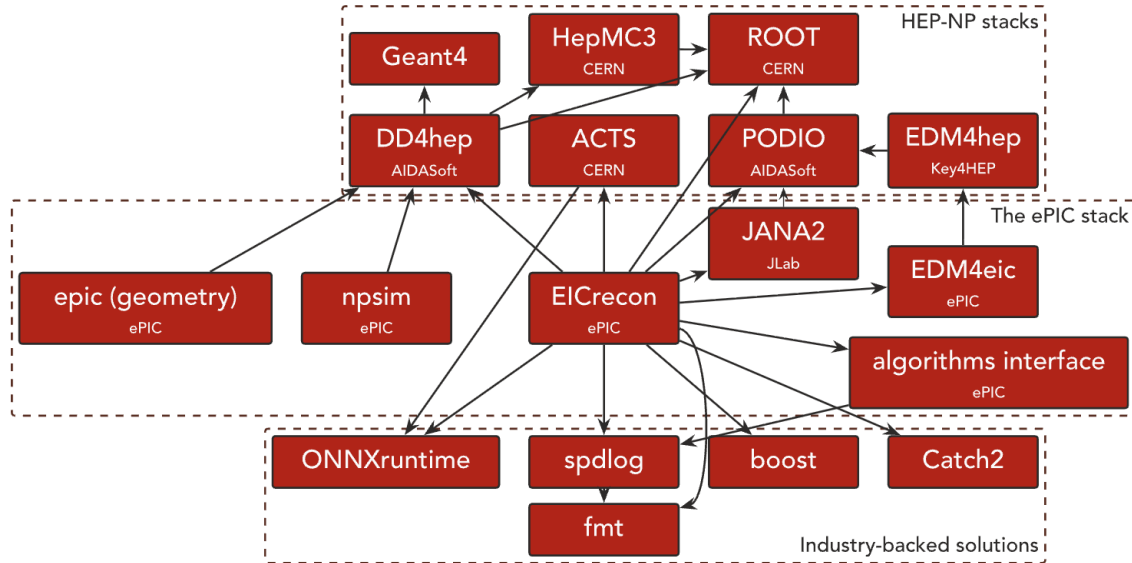 HEP-NP stacks
Geant4
HepMC3
CERN
ROOT
CERN
DD4hep
AIDASoft
ACTS
CERN
PODIO
AIDASoft
EDM4hep
Key4HEP
The ePIC stack
JANA2
JLab
epic (geometry)
ePIC
npsim
ePIC
EICrecon
ePIC
EDM4eic
ePIC
algorithms interface
ePIC
ONNXruntime
spdlog
boost
Catch2
fmt
Industry-backed solutions